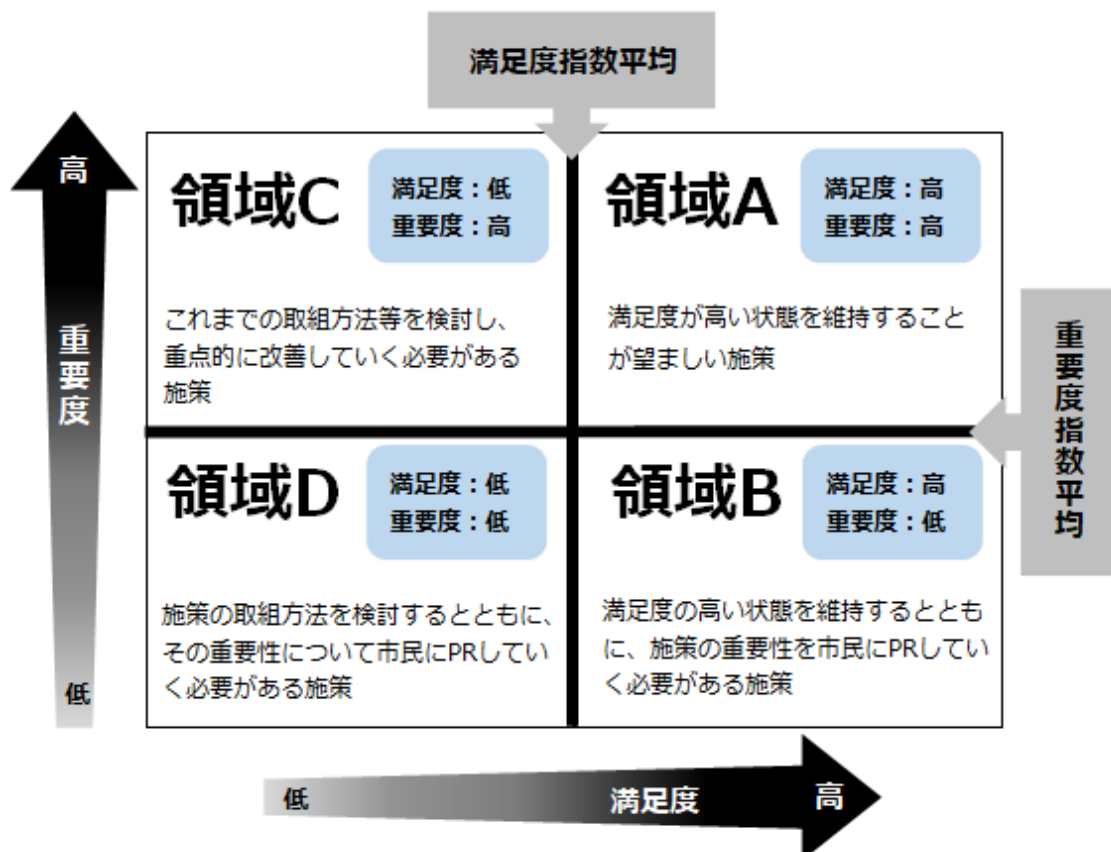 満足度指数平均
高
重要度
低
領域C
満足度：低
重要度：高
これまでの取組方法等を検討し、
重点的に改善していく必要がある
施策
領域A
満足度：高
重要度：高
満足度が高い状態を維持すること
が望ましい施策
重要度指数平均
領域D
満足度：低
重要度：低
施策の取組方法を検討するとともに、
その重要性について市民にPRしてい
く必要がある施策
領域B
満足度：高
重要度：低
満足度の高い状態を維持するととも
に、施策の重要性を市民にPRしてい
く必要がある施策
低
満足度
高